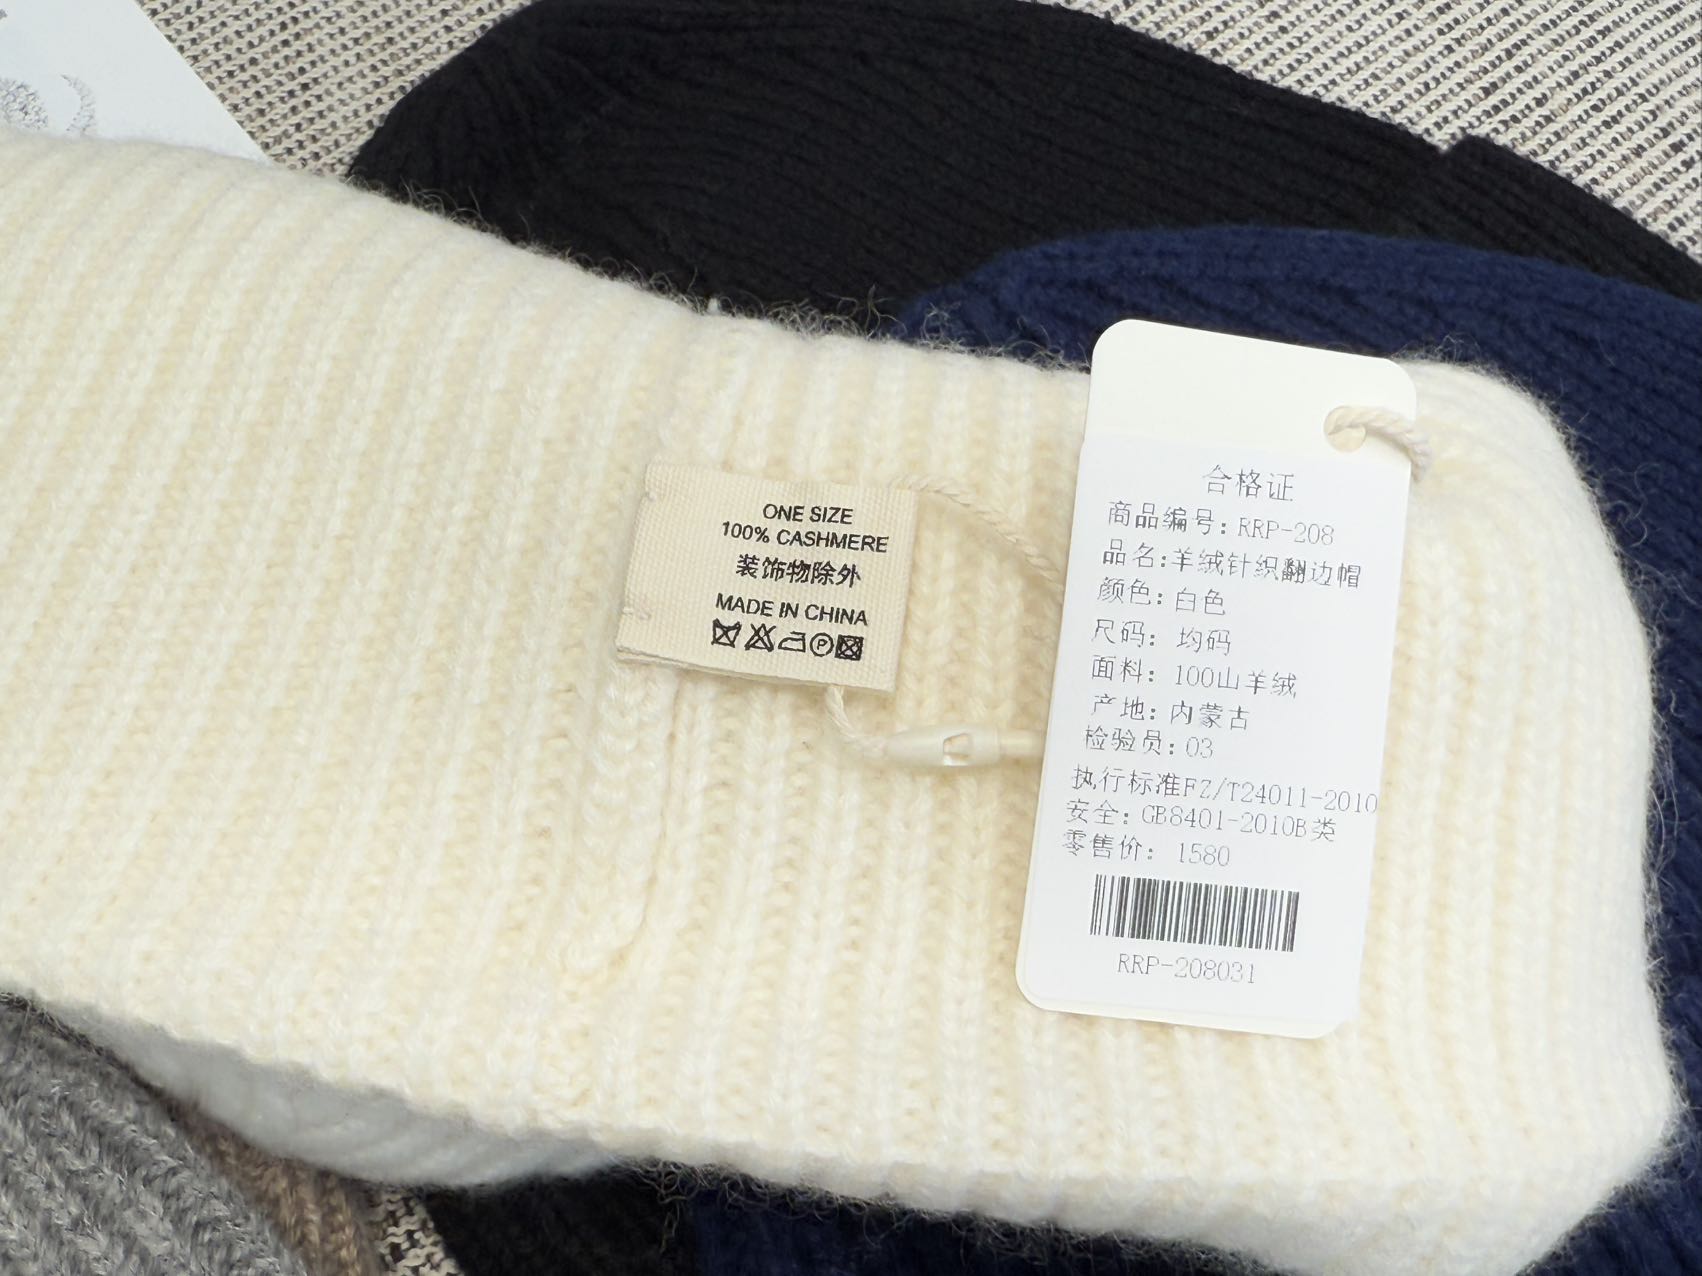 ONE SIZE
100% CASHMERE
装饰物除外
MADE IN CHINA
合格证
商品编号: RRP-208
品名:羊绒针织翻边帽
颜色: 白色
尺码: 均码
面料: 100山羊绒
产地: 内蒙古
检验员: 03
执行标准FZ/T24011-2010
安全: GB8401-2010B类
零售价: 1580
RRP-208031